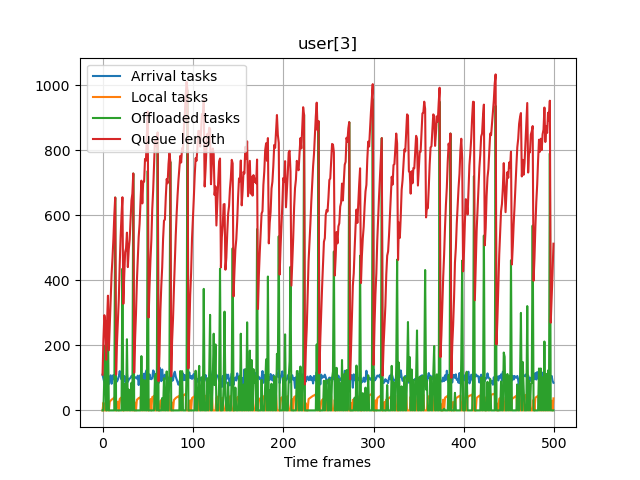 user[3]
Arrival tasks
Local tasks
Offloaded tasks
Queue length
1000
800
600
400
200
0
0 100 200 300 400 500
Time frames